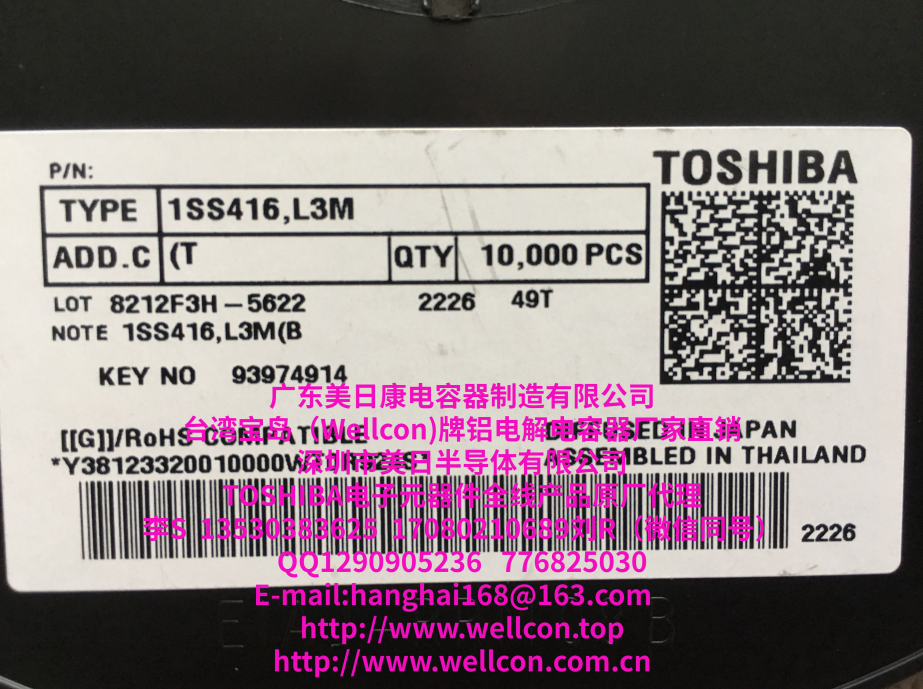 P/N:
TOSHIBA
TYPE 1SS416,L3M
ADD.C (T QTY 10,000 PCS
LOT 8212F3H-5622 2226 49T
NOTE 1SS416,L3M(B
KEY NO 93974914
广东美日康电容器制造有限公司
台湾宝岛(Wellcon)牌铝电解电容器厂家直销
[[G]]/RoHS COMPATIBLE DIFFUSED IN JAPAN
深圳市美日半导体有限公司
*Y38123320010000W ASSEMBLED IN THAILAND
TOSHIBA电子元器件全线产品原厂代理
李S 13530383625 17080210689刘R(微信同号)
2226
QQ1290905236 776825030
E-mail:hanghai168@163.com
http://www.wellcon.top
http://www.wellcon.com.cn